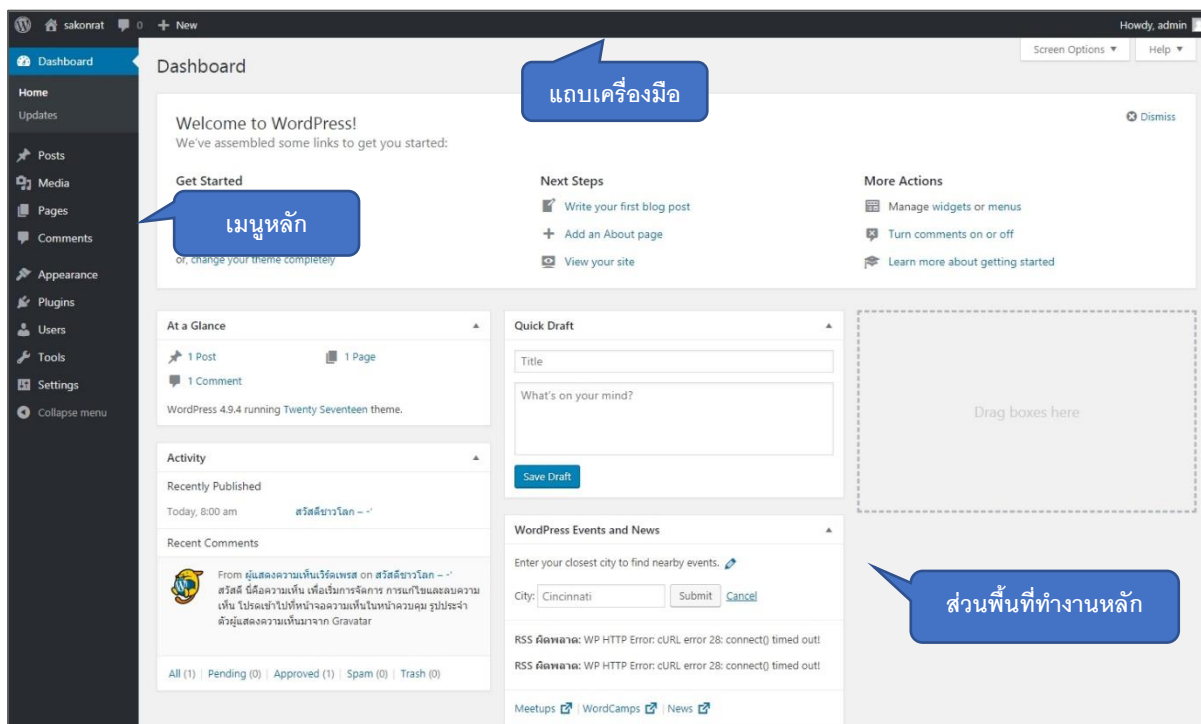 sakonrat 0 + New Howdy, admin
Dashboard
Home
Updates
Posts
Media
Pages
Comments
Appearance
Plugins
Users
Tools
Settings
Collapse menu
Dashboard
Screen Options ▼ Help ▼
แถบเครื่องมือ
Welcome to WordPress!
We've assembled some links to get you started:
Dismiss
Get Started
เมนูหลัก
or, change your theme completely
Next Steps
Write your first blog post
Add an About page
View your site
More Actions
Manage widgets or menus
Turn comments on or off
Learn more about getting started
At a Glance
1 Post 1 Page
1 Comment
WordPress 4.9.4 running Twenty Seventeen theme.
Activity
Recently Published
Today, 8:00 am สวัสดีชาวโลก – -'
Recent Comments
From ผู้แสดงความเห็นเวิร์ดเพรส on สวัสดีชาวโลก – -'
สวัสดี นี่คือความเห็น เพื่อเริ่มการจัดการ การแก้ไขและลบความ
เห็น โปรดเข้าไปที่หน้าจอความเห็นในหน้าควบคุม รูปประจำ
ตัวผู้แสดงความเห็นมาจาก Gravatar
All (1) | Pending (0) | Approved (1) | Spam (0) | Trash (0)
Quick Draft
Title
What's on your mind?
Save Draft
WordPress Events and News
Enter your closest city to find nearby events.
City: Cincinnati Submit Cancel
RSS ผิดพลาด: WP HTTP Error: cURL error 28: connect() timed out!
RSS ผิดพลาด: WP HTTP Error: cURL error 28: connect() timed out!
Meetups | WordCamps | News
Drag boxes here
ส่วนพื้นที่ทำงานหลัก